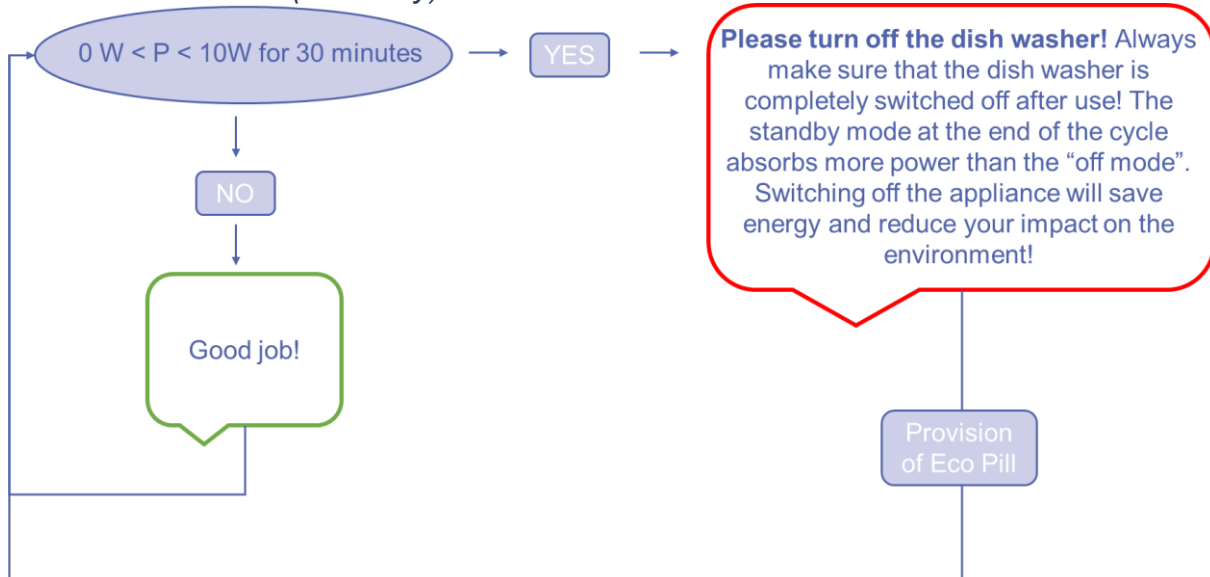 0 W < P < 10W for 30 minutes
YES
Please turn off the dish washer! Always
make sure that the dish washer is
completely switched off after use! The
standby mode at the end of the cycle
absorbs more power than the “off mode”.
Switching off the appliance will save
energy and reduce your impact on the
environment!
NO
Good job!
Provision
of Eco Pill